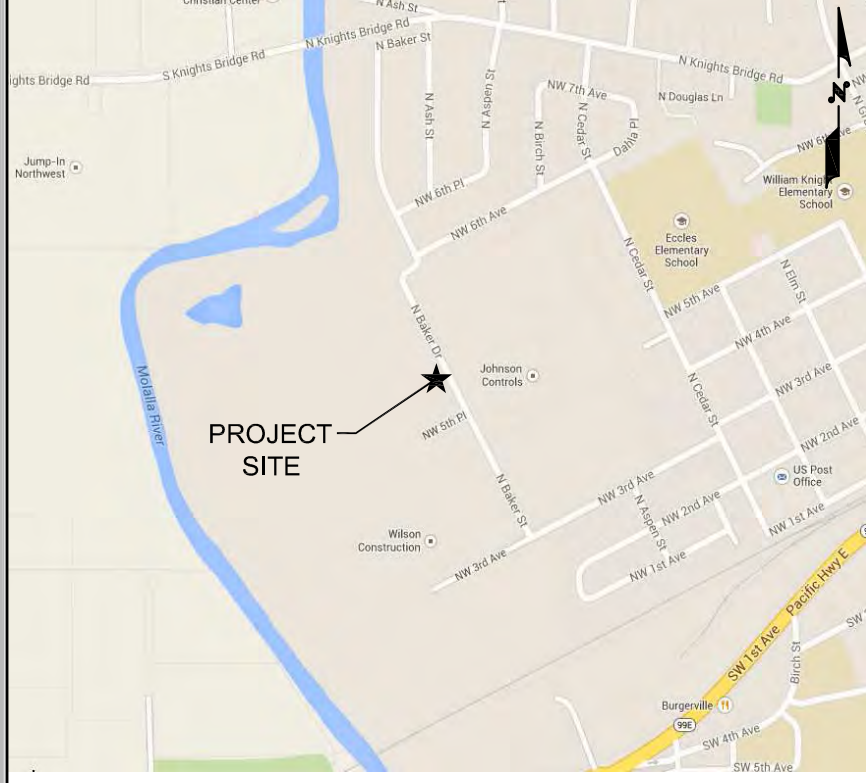 Christian Center
N Ash St
N Knights Bridge Rd
N Baker St
S Knights Bridge Rd
ights Bridge Rd
N Knights Bridge Rd
NW 7th Ave
N Douglas Ln
N Ash St
N Aspen St
N Birch St
N Cedar St
Dahlia Pl
NW 6th
N
Jump-In
Northwest
NW 6th Pl
NW 6th Ave
William Knight
Elementary
School
Eccles
Elementary
School
N Cedar St
N Elm St
NW 5th Ave
N Baker Dr
NW 4th Ave
Johnson
Controls
Molalla River
N Cedar St
NW 3rd Ave
PROJECT
SITE
NW 5th Pl
NW 2nd Ave
US Post
Office
N Baker St
NW 3rd Ave
N Aspen St
NW 2nd Ave
NW 1st Ave
Wilson
Construction
NW 3rd Ave
NW 1st Ave
Pacific Hwy E
SW 1st Ave
Birch St
SW
Burgerville
99E
SW 4th Ave
SW 5th Ave